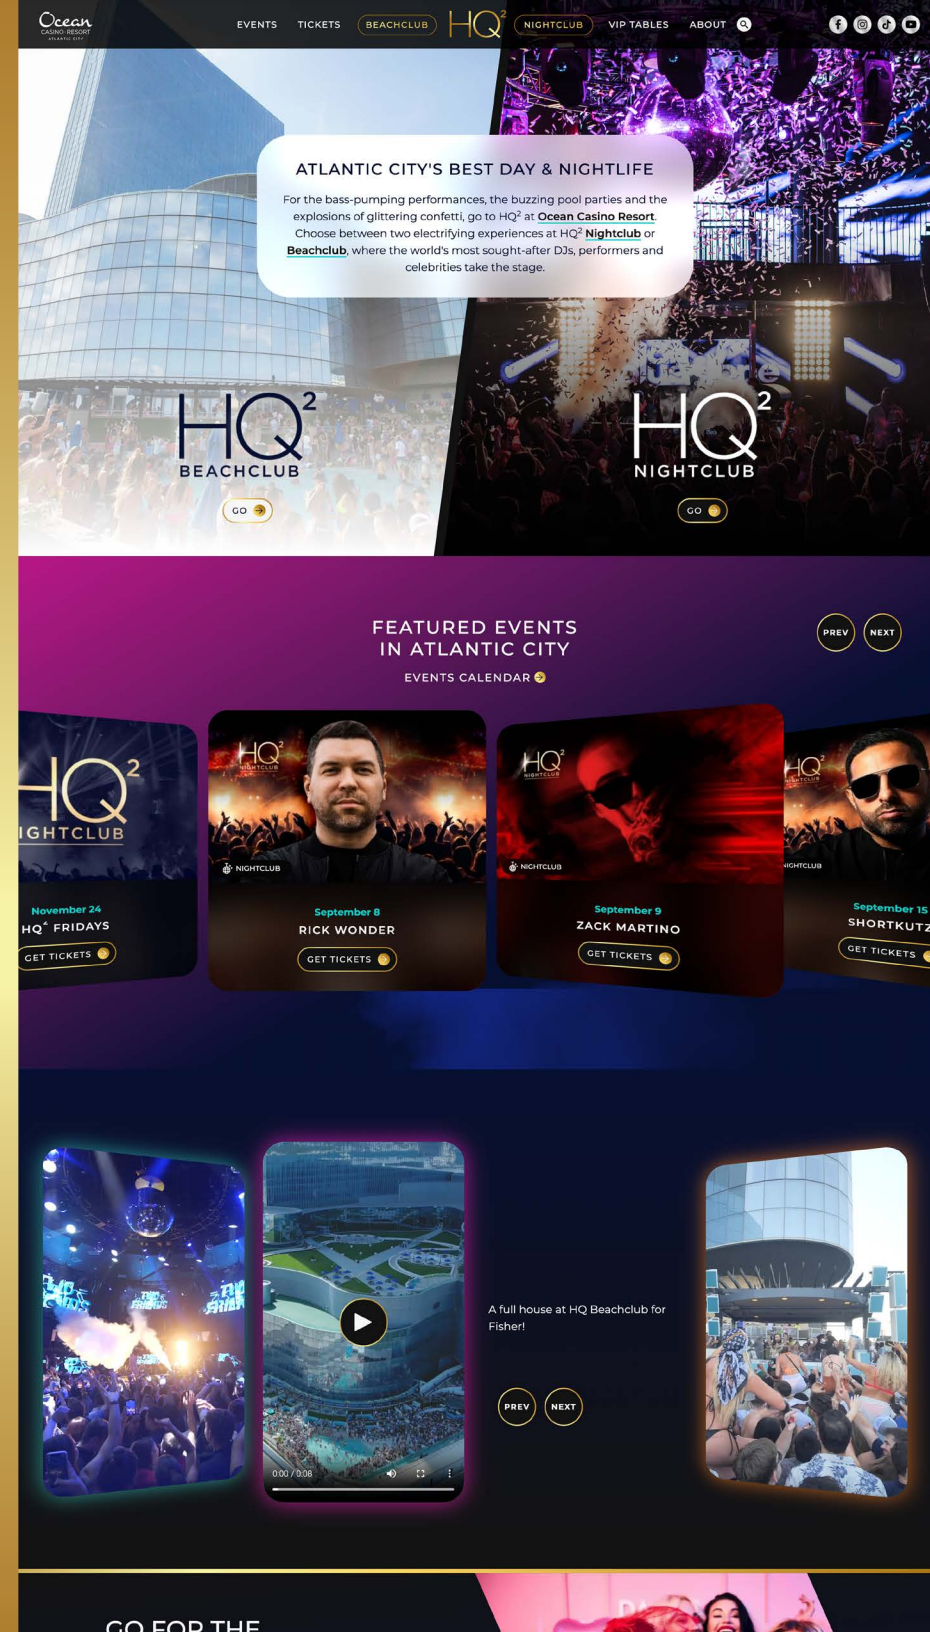 Ocean
CASINO · RESORT
ATLANTIC CITY
EVENTS
TICKETS
BEACHCLUB
HQ²
NIGHTCLUB
VIP TABLES
ABOUT
ATLANTIC CITY'S BEST DAY & NIGHTLIFE
For the bass-pumping performances, the buzzing pool parties and the
explosions of glittering confetti, go to HQ² at Ocean Casino Resort.
Choose between two electrifying experiences at HQ² Nightclub or
Beachclub, where the world's most sought-after DJs, performers and
celebrities take the stage.
HQ²
BEACHCLUB
GO
HQ²
NIGHTCLUB
GO
FEATURED EVENTS
IN ATLANTIC CITY
EVENTS CALENDAR
PREV
NEXT
HQ²
IGHTCLUB
November 24
HQ² FRIDAYS
GET TICKETS
HQ²
NIGHTCLUB
NIGHTCLUB
September 8
RICK WONDER
GET TICKETS
HQ²
NIGHTCLUB
NIGHTCLUB
September 9
ZACK MARTINO
GET TICKETS
HQ²
NIGHTCLUB
NIGHTCLUB
September 15
SHORTKUTZ
GET TICKETS
TWO
FRIENDS
A full house at HQ Beachclub for
Fisher!
PREV
NEXT
0:00 / 0:08
GO FOR THE